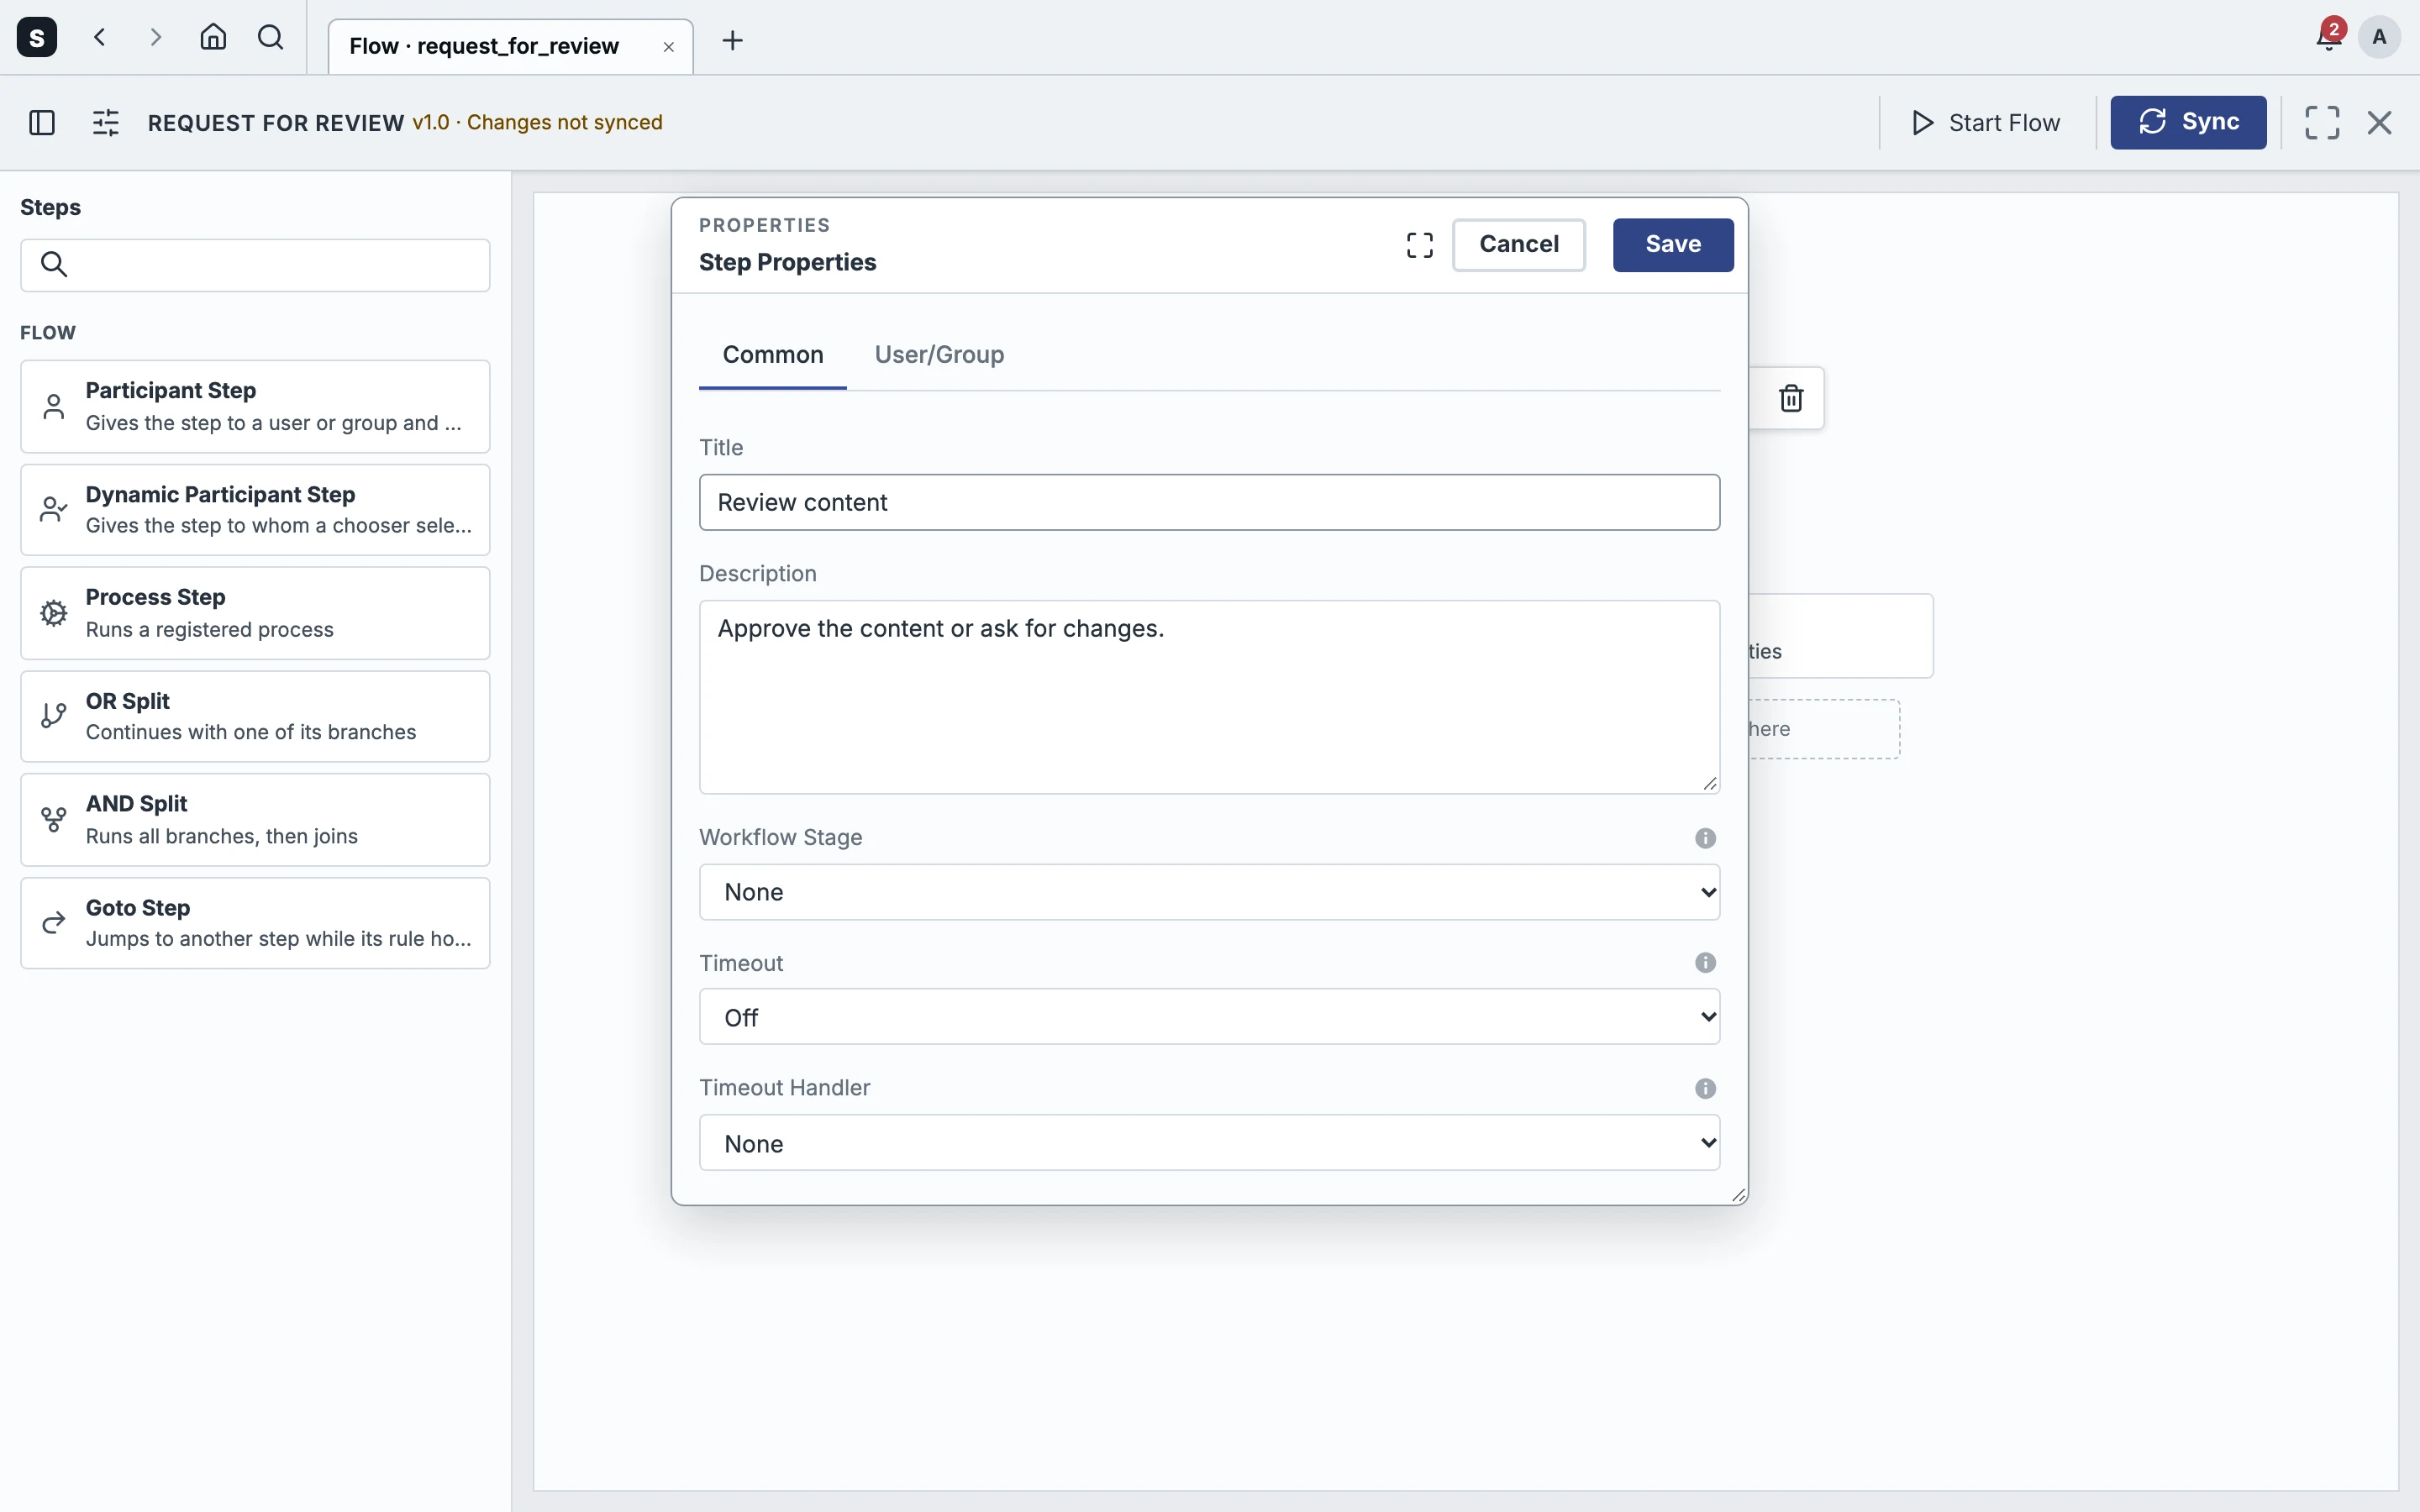 S
Flow · request_for_review
2
A
REQUEST FOR REVIEW v1.0 · Changes not synced
Start Flow
Sync
Steps
FLOW
Participant Step
Gives the step to a user or group and ...
Dynamic Participant Step
Gives the step to whom a chooser sele...
Process Step
Runs a registered process
OR Split
Continues with one of its branches
AND Split
Runs all branches, then joins
Goto Step
Jumps to another step while its rule ho...
PROPERTIES
Step Properties
Cancel
Save
Common
User/Group
Title
Review content
Description
Approve the content or ask for changes.
Workflow Stage
None
Timeout
Off
Timeout Handler
None
ties
here